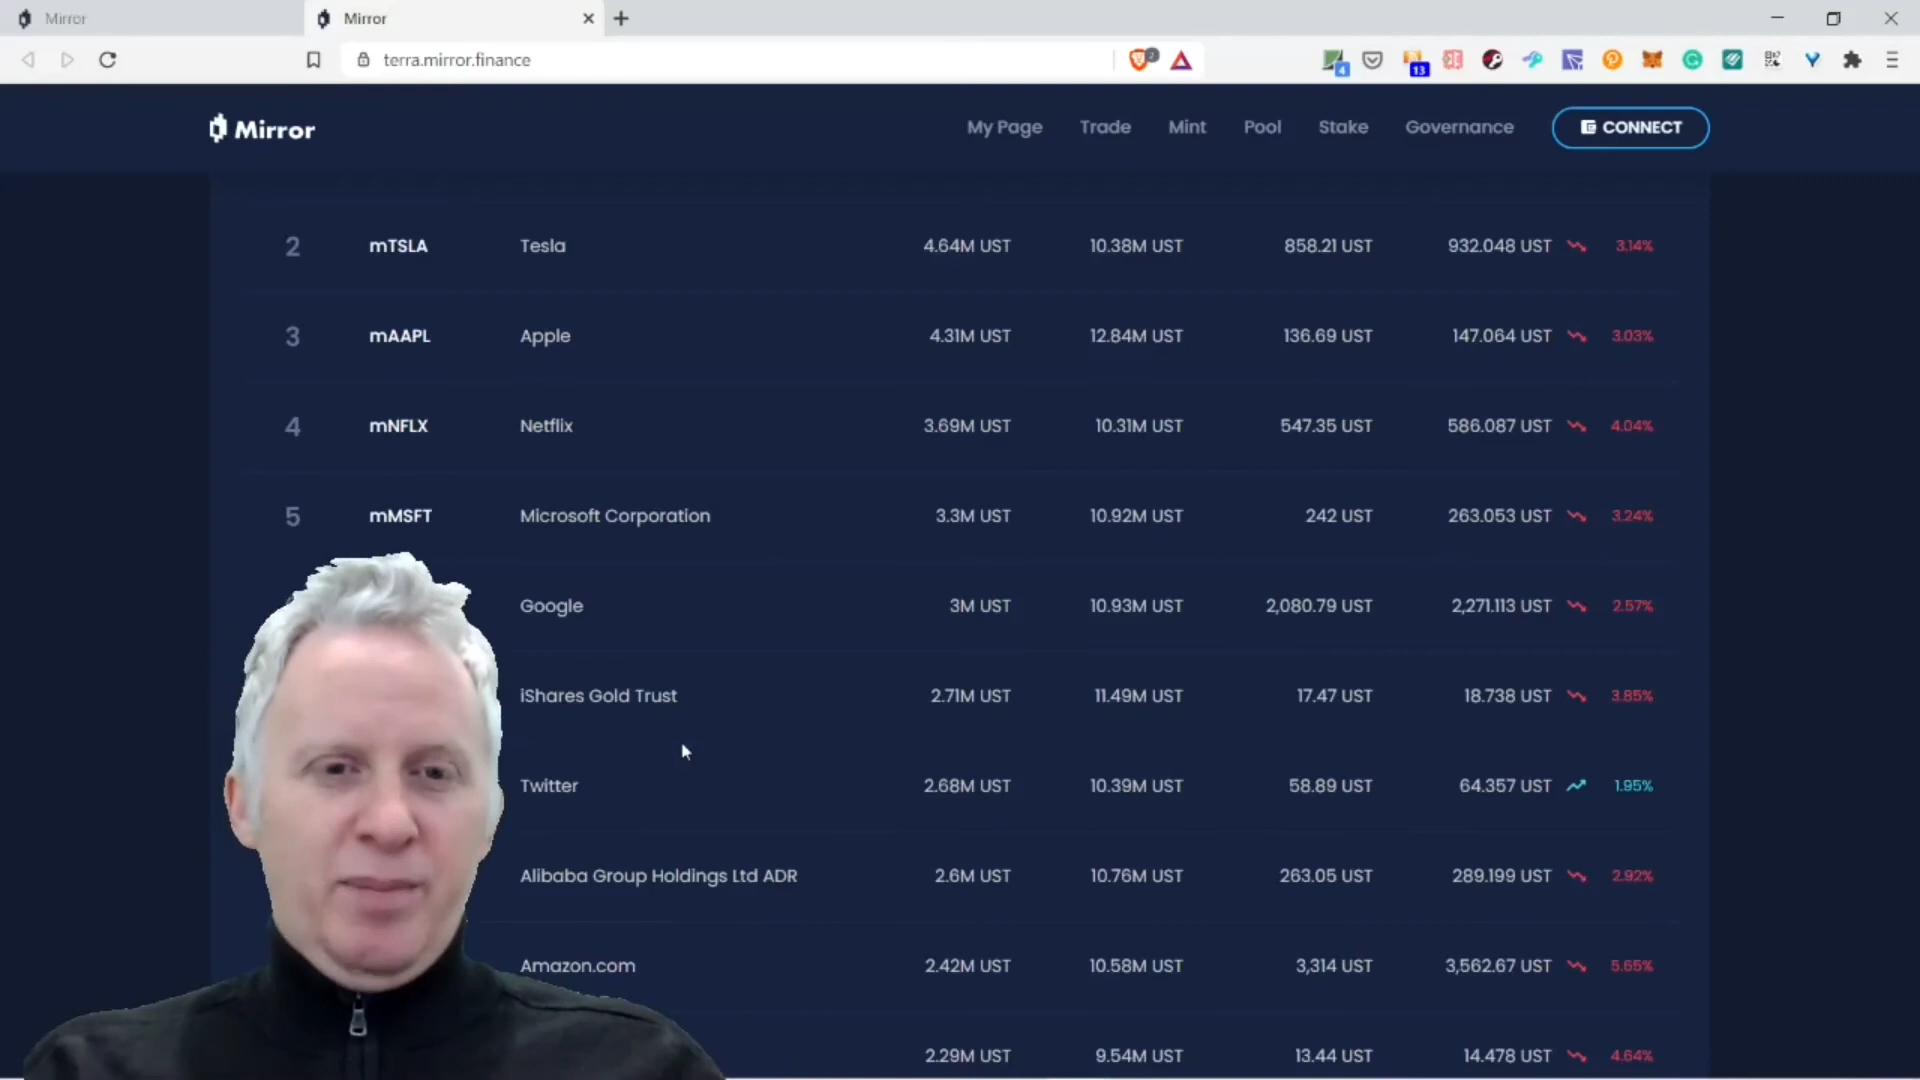 Mirror
Mirror
terra.mirror.finance
2
4
13
Mirror
My Page Trade Mint Pool Stake Governance CONNECT
2 mTSLA Tesla 4.64M UST 10.38M UST 858.21 UST 932.048 UST 3.14%
3 mAAPL Apple 4.31M UST 12.84M UST 136.69 UST 147.064 UST 3.03%
4 mNFLX Netflix 3.69M UST 10.31M UST 547.35 UST 586.087 UST 4.04%
5 mMSFT Microsoft Corporation 3.3M UST 10.92M UST 242 UST 263.053 UST 3.24%
Google 3M UST 10.93M UST 2,080.79 UST 2,271.113 UST 2.57%
iShares Gold Trust 2.71M UST 11.49M UST 17.47 UST 18.738 UST 3.85%
Twitter 2.68M UST 10.39M UST 58.89 UST 64.357 UST 1.95%
Alibaba Group Holdings Ltd ADR 2.6M UST 10.76M UST 263.05 UST 289.199 UST 2.92%
Amazon.com 2.42M UST 10.58M UST 3,314 UST 3,562.67 UST 5.65%
2.29M UST 9.54M UST 13.44 UST 14.478 UST 4.64%